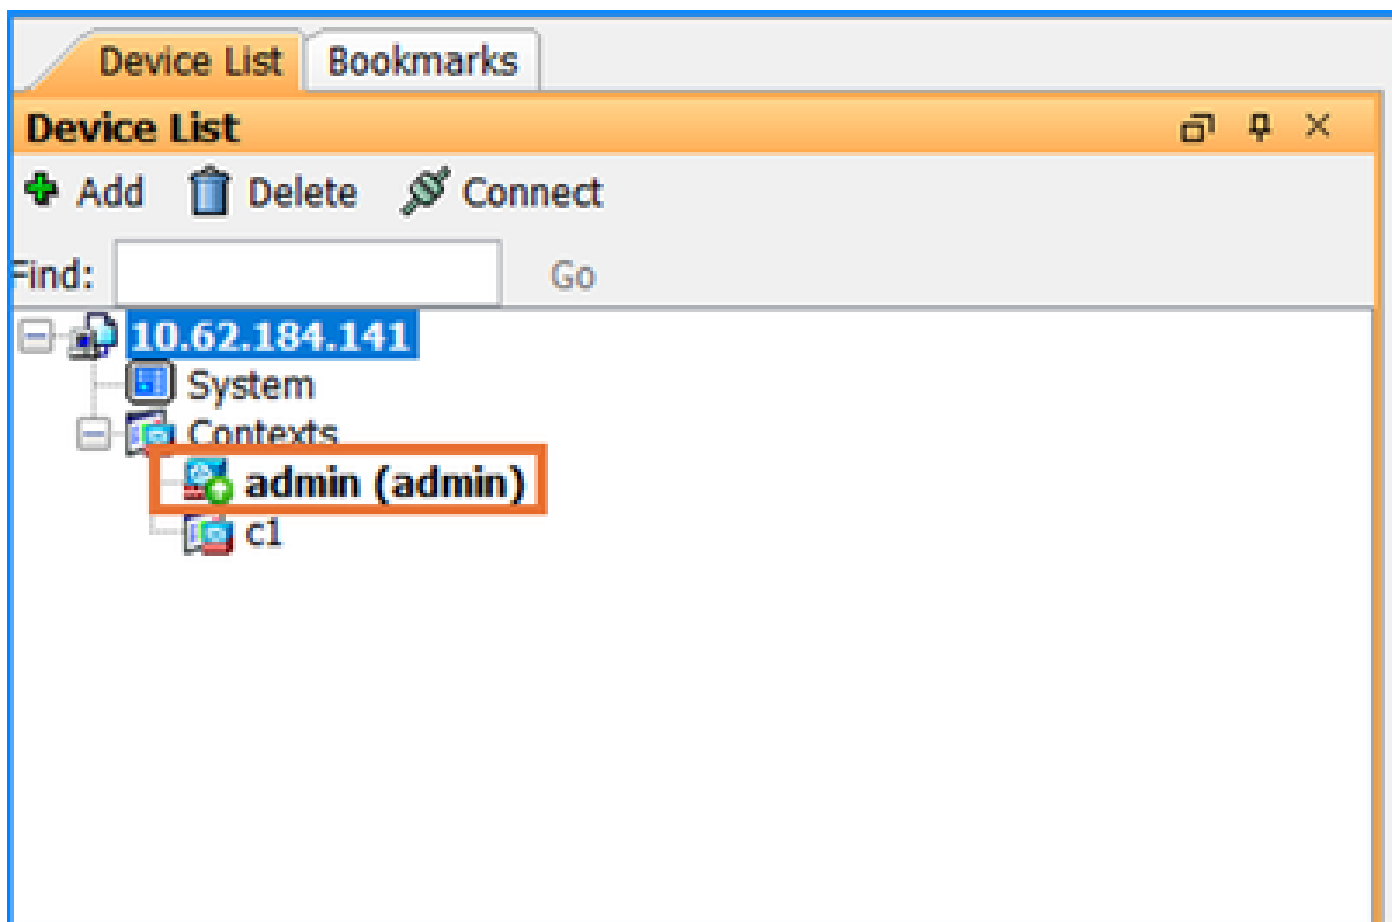 Device List Bookmarks
Device List
Add Delete Connect
Find: Go
10.62.184.141
System
Contexts
admin (admin)
c1